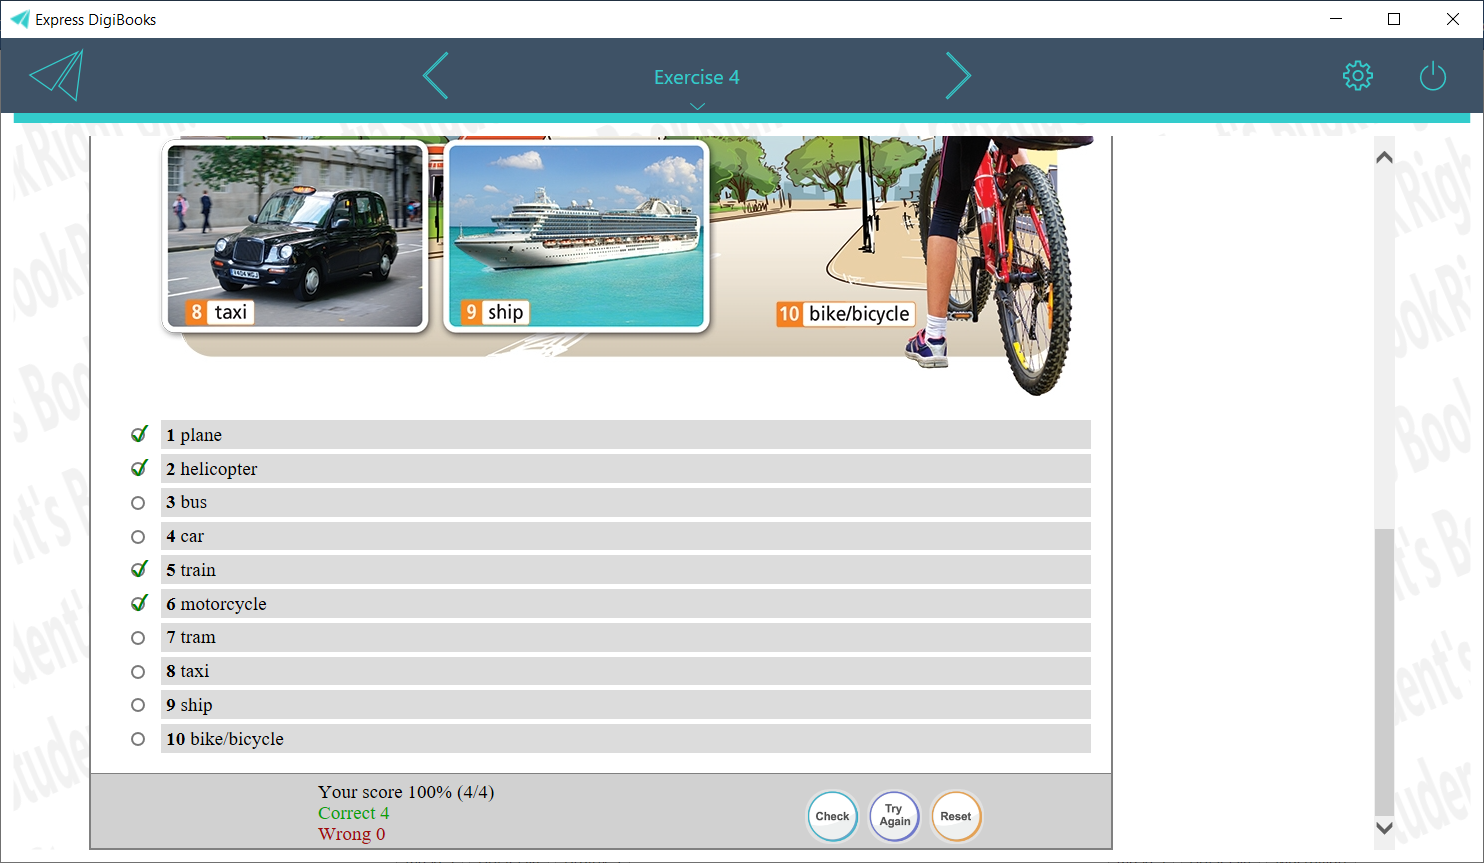 Express DigiBooks
Exercise 4
8 taxi
9 ship
10 bike/bicycle
1 plane
2 helicopter
3 bus
4 car
5 train
6 motorcycle
7 tram
8 taxi
9 ship
10 bike/bicycle
Your score 100% (4/4)
Correct 4
Wrong 0
Check
Try
Again
Reset